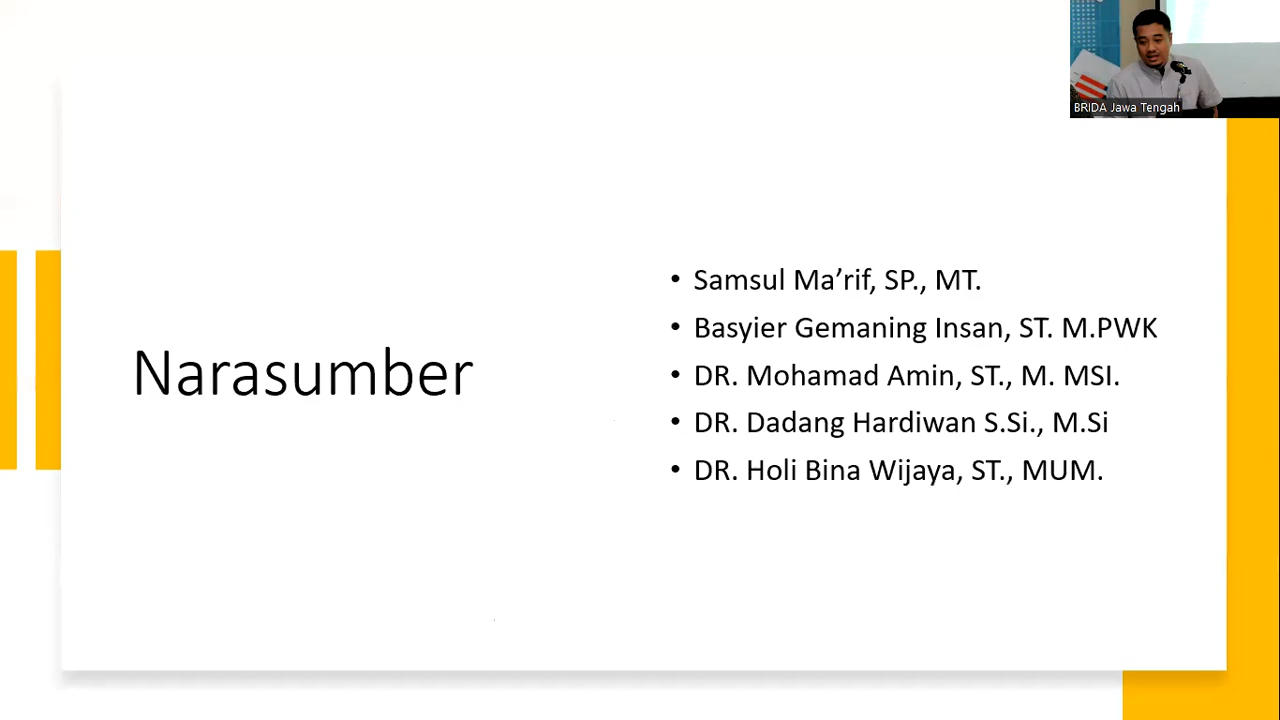 BRIDA Jawa Tengah
Narasumber
• Samsul Ma’rif, SP., MT.
• Basyier Gemaning Insan, ST. M.PWK
• DR. Mohamad Amin, ST., M. MSI.
• DR. Dadang Hardiwan S.Si., M.Si
• DR. Holi Bina Wijaya, ST., MUM.